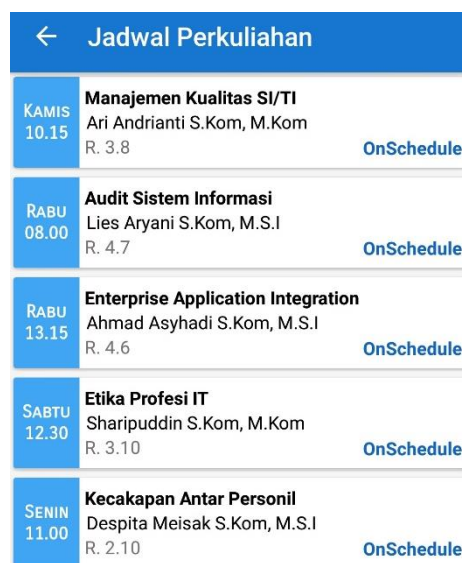 Jadwal Perkuliahan
KAMIS
10.15
Manajemen Kualitas SI/TI
Ari Andrianti S.Kom, M.Kom
R. 3.8
OnSchedule
RABU
08.00
Audit Sistem Informasi
Lies Aryani S.Kom, M.S.I
R. 4.7
OnSchedule
RABU
13.15
Enterprise Application Integration
Ahmad Asyhadi S.Kom, M.S.I
R. 4.6
OnSchedule
SABTU
12.30
Etika Profesi IT
Sharipuddin S.Kom, M.Kom
R. 3.10
OnSchedule
SENIN
11.00
Kecakapan Antar Personil
Despita Meisak S.Kom, M.S.I
R. 2.10
OnSchedule